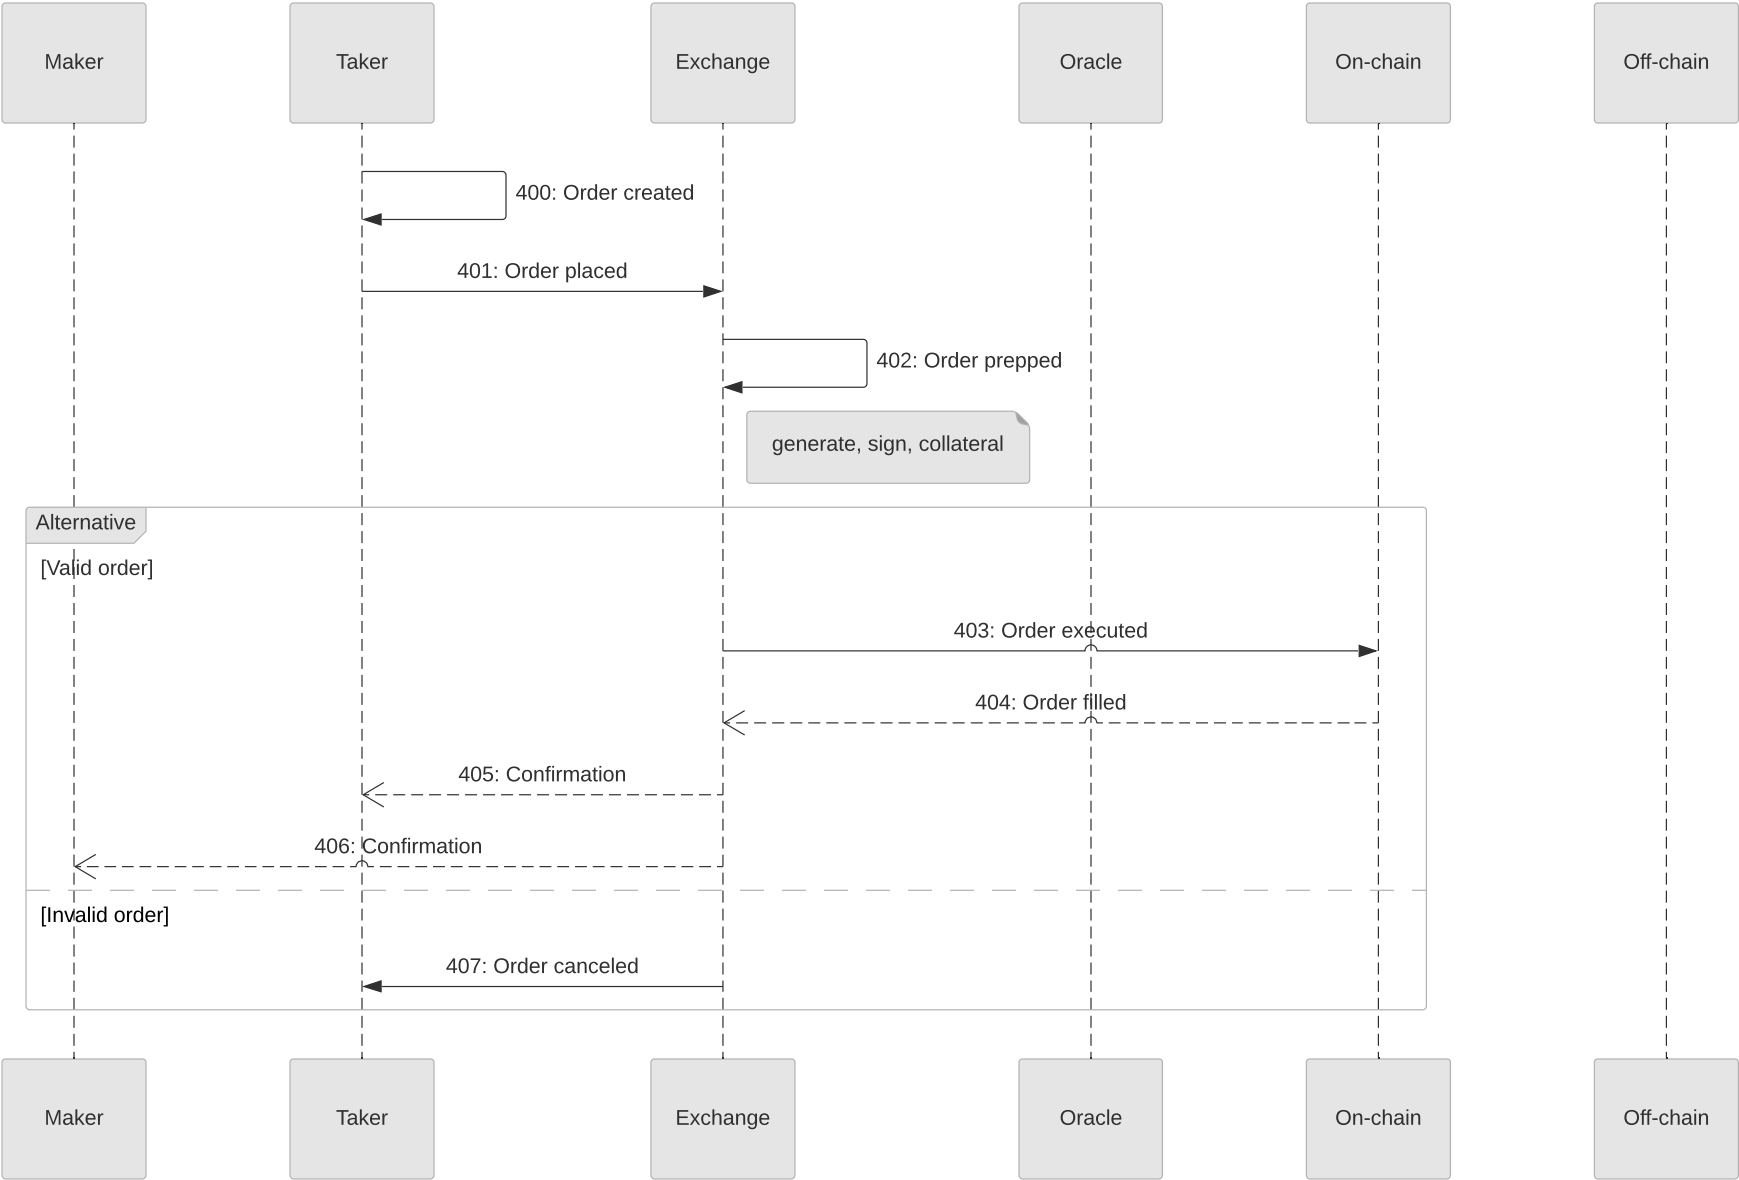 Maker
Taker
Exchange
Oracle
On-chain
Off-chain
400: Order created
401: Order placed
402: Order prepped
generate, sign, collateral
Alternative
[Valid order]
403: Order executed
404: Order filled
405: Confirmation
406: Confirmation
[Invalid order]
407: Order canceled
Maker
Taker
Exchange
Oracle
On-chain
Off-chain